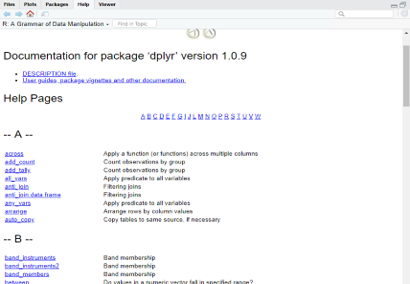 Files Plots Packages Help Viewer
R: A Grammar of Data Manipulation Find in Topic
Documentation for package ‘dplyr’ version 1.0.9
DESCRIPTION file.
User guides, package vignettes and other documentation.
Help Pages
A B C D E F G I J L M N O P R S T U V W
-- A --
across Apply a function (or functions) across multiple columns
add_count Count observations by group
add_tally Count observations by group
all_vars Apply predicate to all variables
anti_join Filtering joins
anti_join.data.frame Filtering joins
any_vars Apply predicate to all variables
arrange Arrange rows by column values
auto_copy Copy tables to same source, if necessary
-- B --
band_instruments Band membership
band_instruments2 Band membership
band_members Band membership
between Do values in a numeric vector fall in specified range?